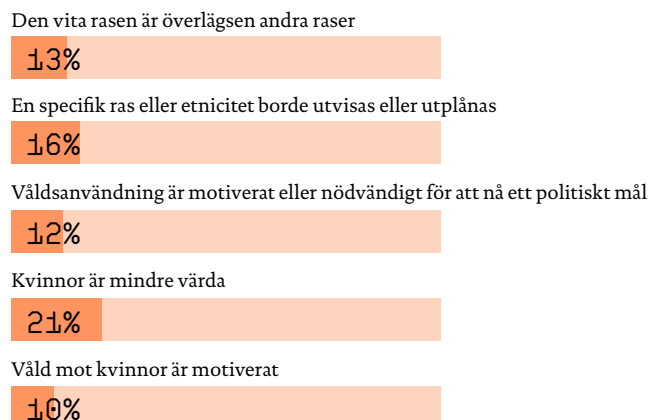 Den vita rasen är överlägsen andra raser
13%
En specifik ras eller etnicitet borde utvisas eller utplånas
16%
Våldsanvändning är motiverat eller nödvändigt för att nå ett politiskt mål
12%
Kvinnor är mindre värda
21%
Våld mot kvinnor är motiverat
10%